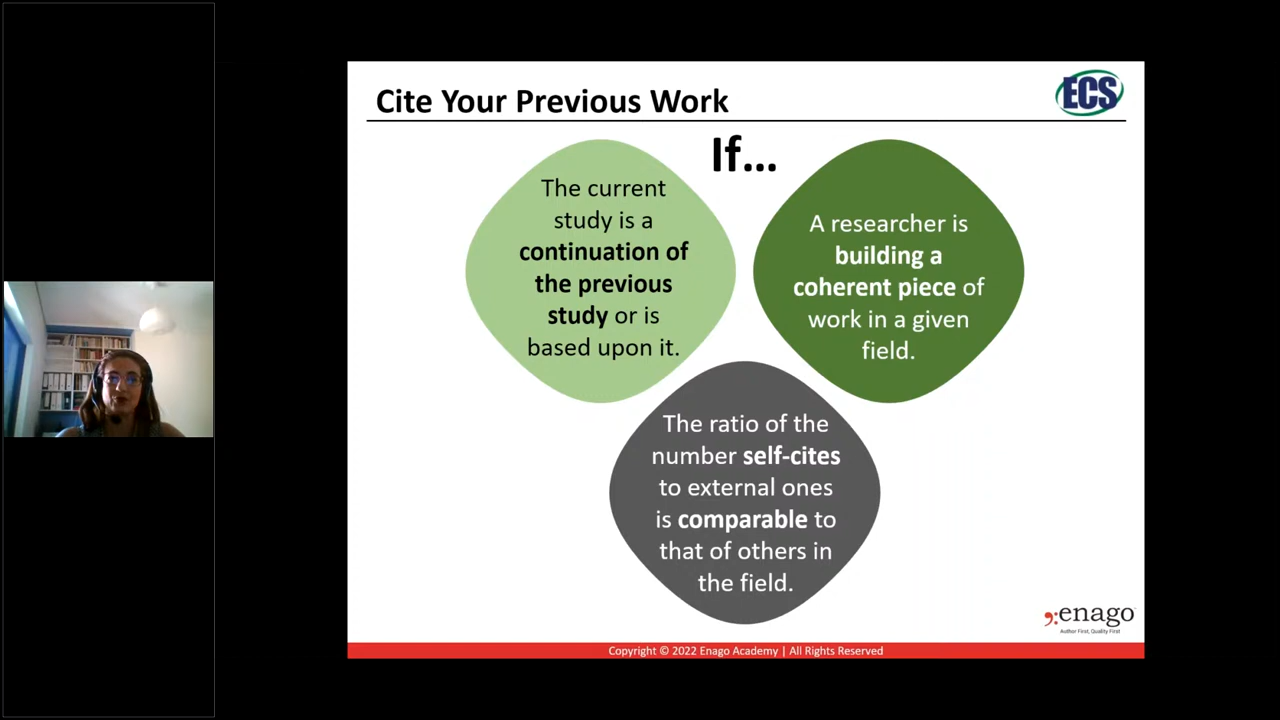 Cite Your Previous Work
ECS
If...
The current
study is a
continuation of
the previous
study or is
based upon it.
A researcher is
building a
coherent piece of
work in a given
field.
The ratio of the
number self-cites
to external ones
is comparable to
that of others in
the field.
enago
Author First, Quality First
Copyright © 2022 Enago Academy | All Rights Reserved